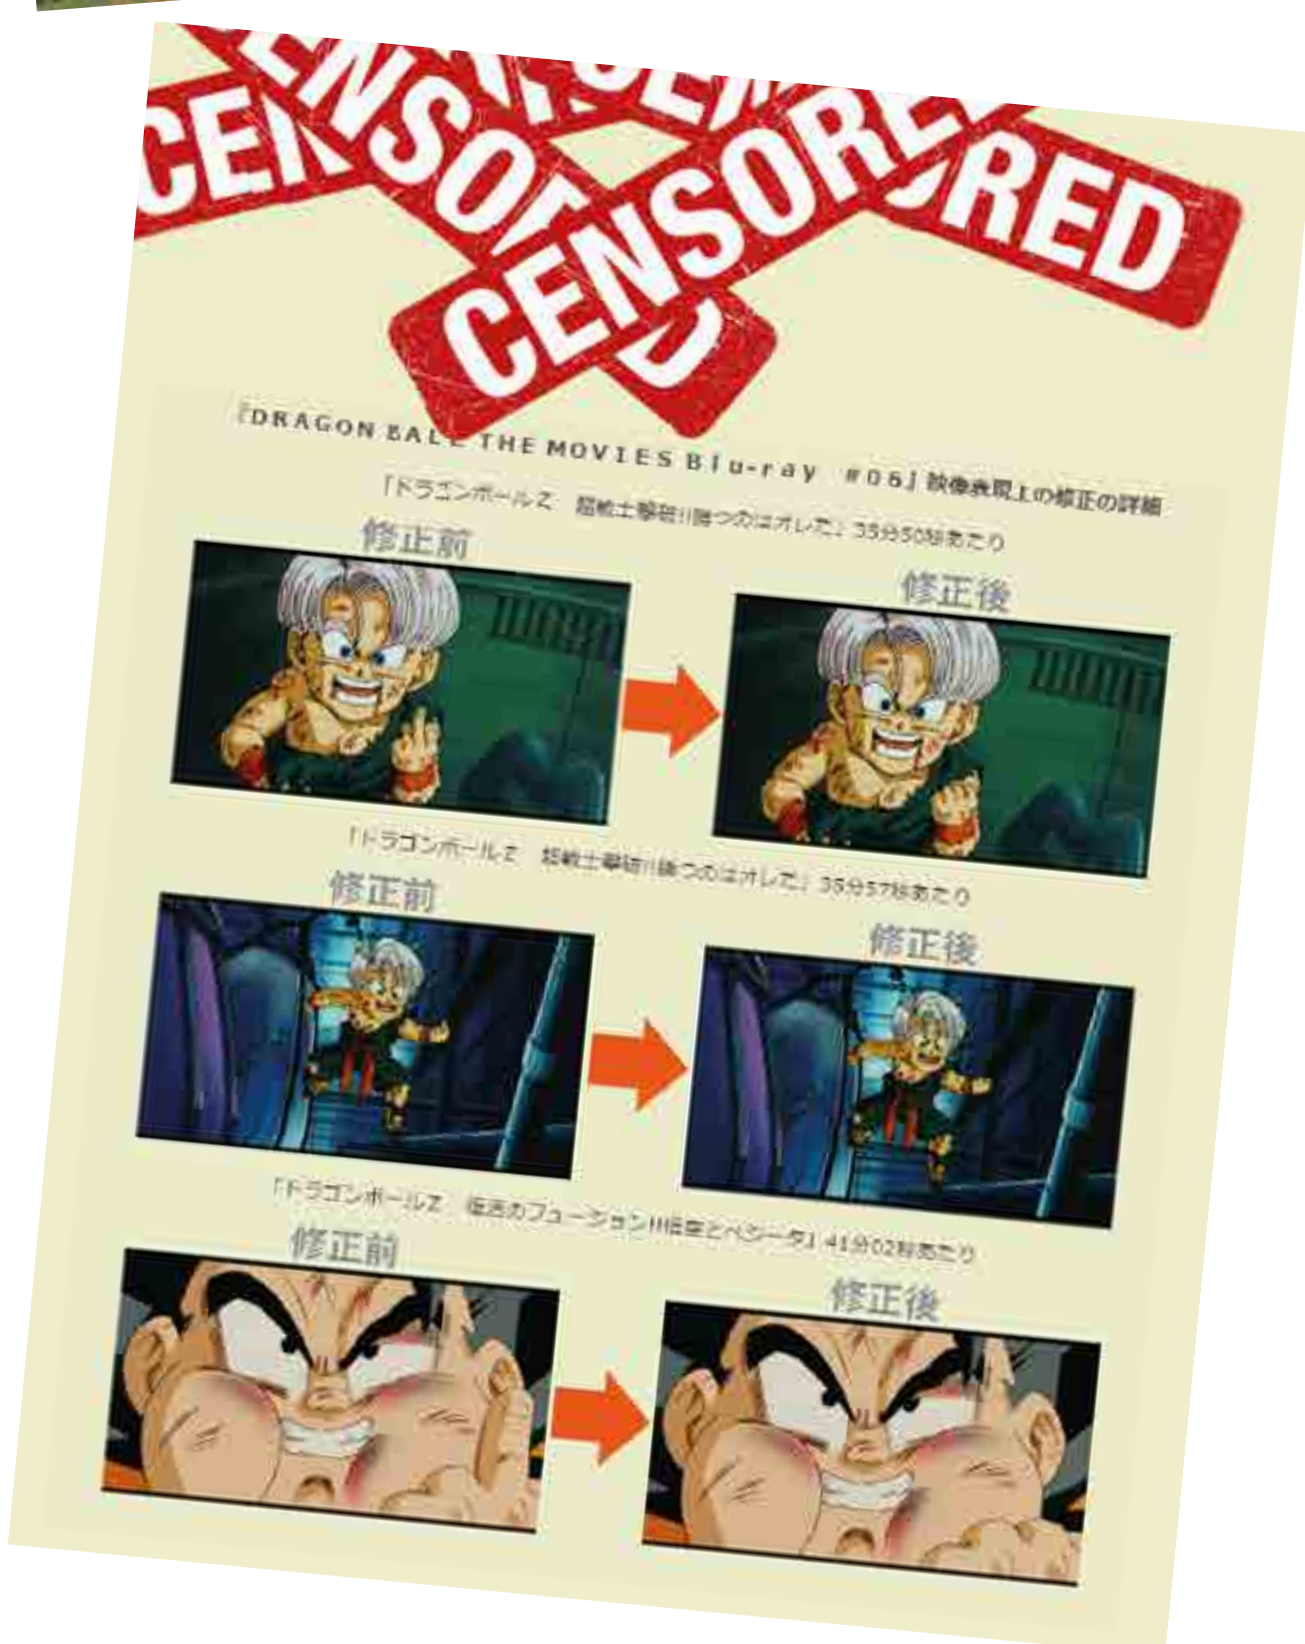 CENSORED
CENSORED
CENSORED
『DRAGON BALL THE MOVIES Blu-ray #06』映像表現上の修正の詳細
「ドラゴンボールZ 超戦士撃破!!勝つのはオレだ」35分50秒あたり
修正前
修正後
「ドラゴンボールZ 超戦士撃破!!勝つのはオレだ」35分57秒あたり
修正前
修正後
「ドラゴンボールZ 復活のフュージョン!!悟空とベジータ」41分02秒あたり
修正前
修正後